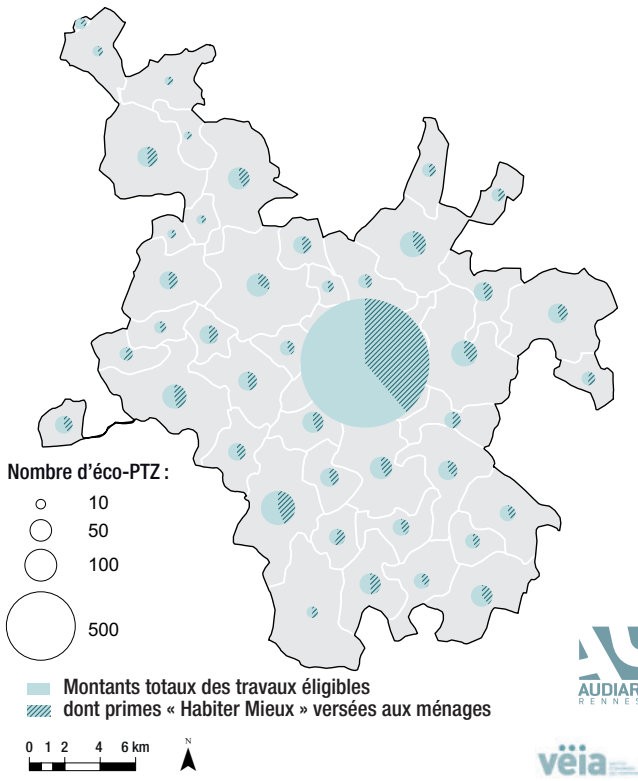 Nombre d'éco-PTZ :
10
50
100
500
Montants totaux des travaux éligibles
dont primes « Habiter Mieux » versées aux ménages
0 1 2 4 6 km
N
AUDIAR
RENNES
vëia